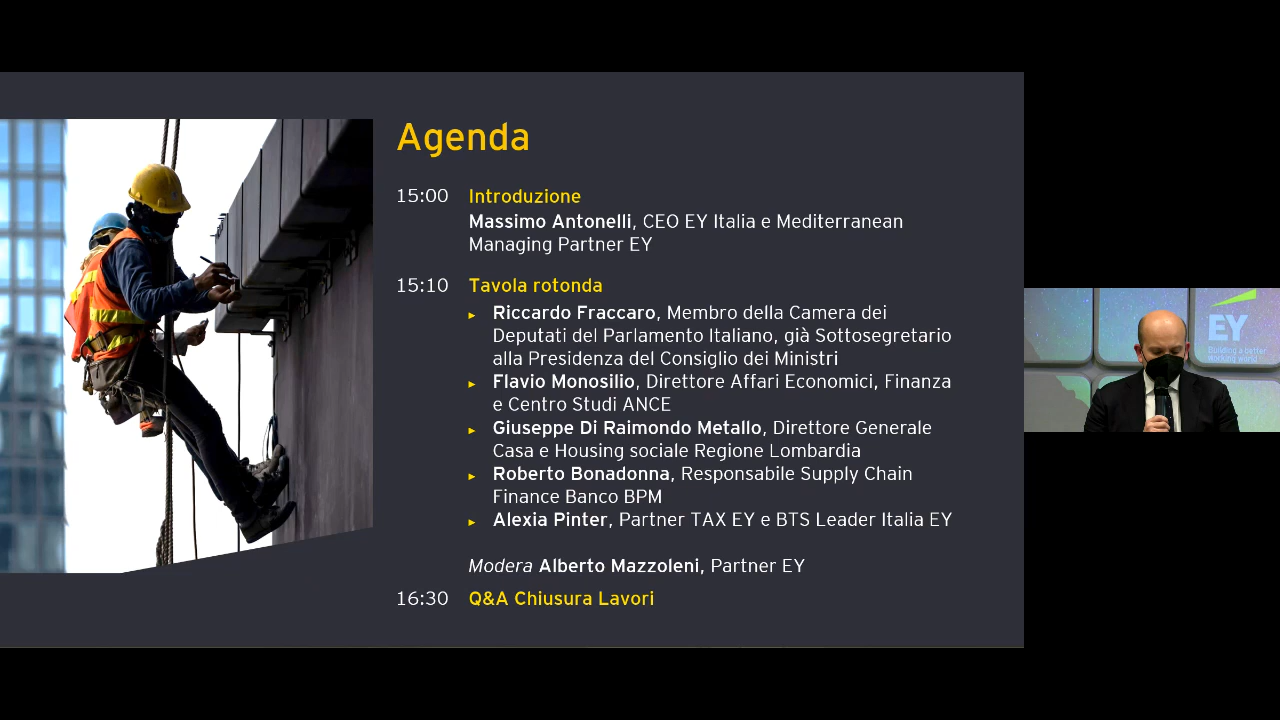 Agenda
15:00 Introduzione
Massimo Antonelli, CEO EY Italia e Mediterranean
Managing Partner EY
15:10 Tavola rotonda
▸ Riccardo Fraccaro, Membro della Camera dei
Deputati del Parlamento Italiano, già Sottosegretario
alla Presidenza del Consiglio dei Ministri
▸ Flavio Monosilio, Direttore Affari Economici, Finanza
e Centro Studi ANCE
▸ Giuseppe Di Raimondo Metallo, Direttore Generale
Casa e Housing sociale Regione Lombardia
▸ Roberto Bonadonna, Responsabile Supply Chain
Finance Banco BPM
▸ Alexia Pinter, Partner TAX EY e BTS Leader Italia EY
Modera Alberto Mazzoleni, Partner EY
16:30 Q&A Chiusura Lavori
EY
Building a better
working world